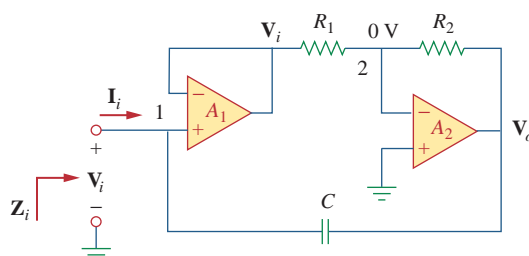 V_i R_1 0 V R_2
2
I_i 1 − A_1 + − A_2 + V_o
+
V_i
Z_i −
C